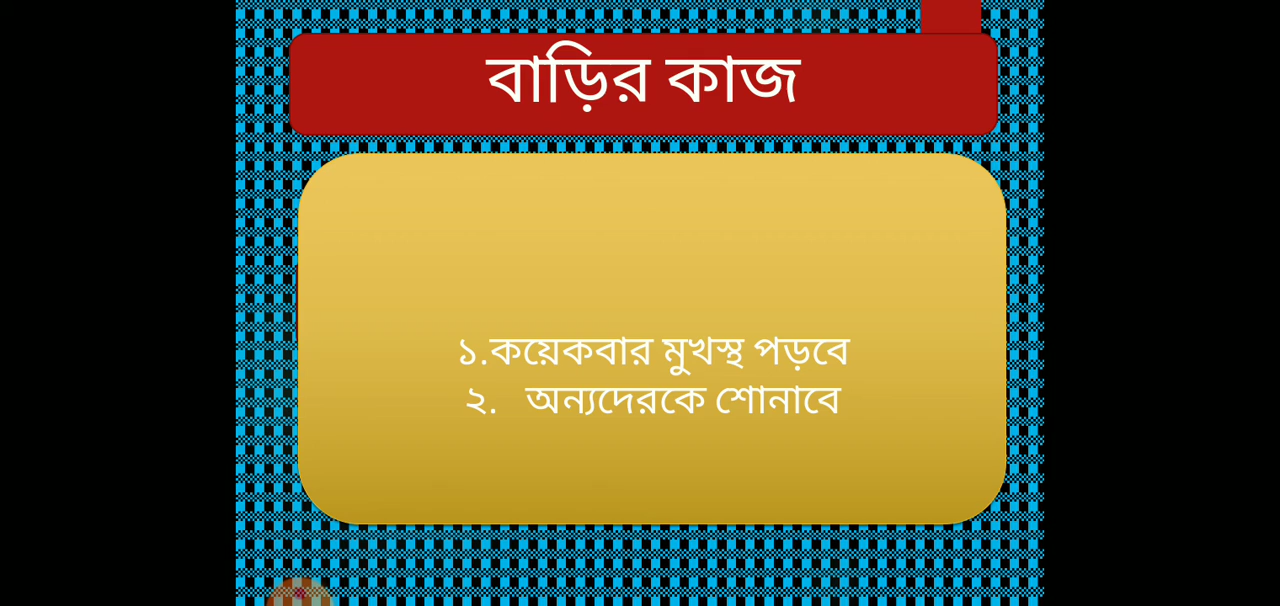 বাড়ির কাজ
১.কয়েকবার মুখস্থ পড়বে
২. অন্যদেরকে শোনাবে